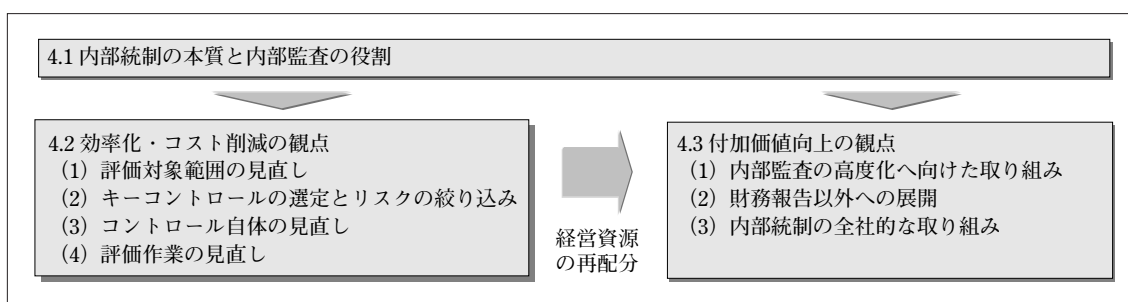 4.1 内部統制の本質と内部監査の役割
4.2 効率化・コスト削減の観点
（1）評価対象範囲の見直し
（2）キーコントロールの選定とリスクの絞り込み
（3）コントロール自体の見直し
（4）評価作業の見直し
経営資源
の再配分
4.3 付加価値向上の観点
（1）内部監査の高度化へ向けた取り組み
（2）財務報告以外への展開
（3）内部統制の全社的な取り組み